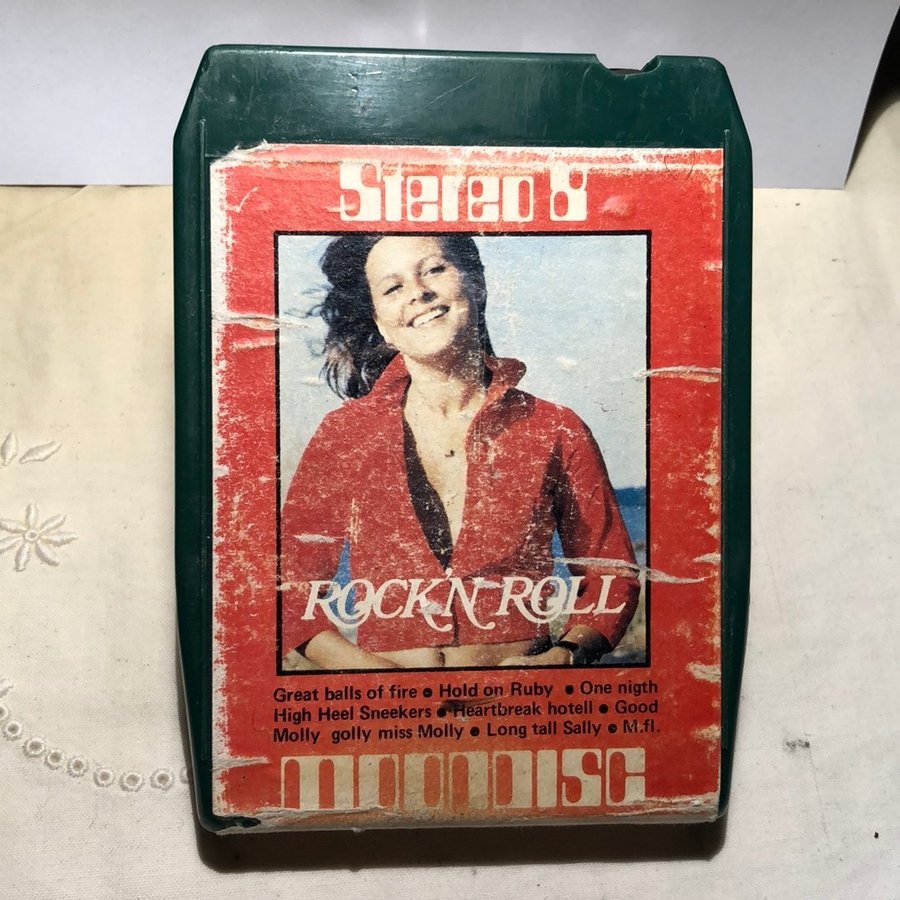 Stereo 8
ROCK'N ROLL
Great balls of fire • Hold on Ruby • One nigth
High Heel Sneekers • Heartbreak hotell • Good
Molly golly miss Molly • Long tall Sally • M.fl.
MOONDISC